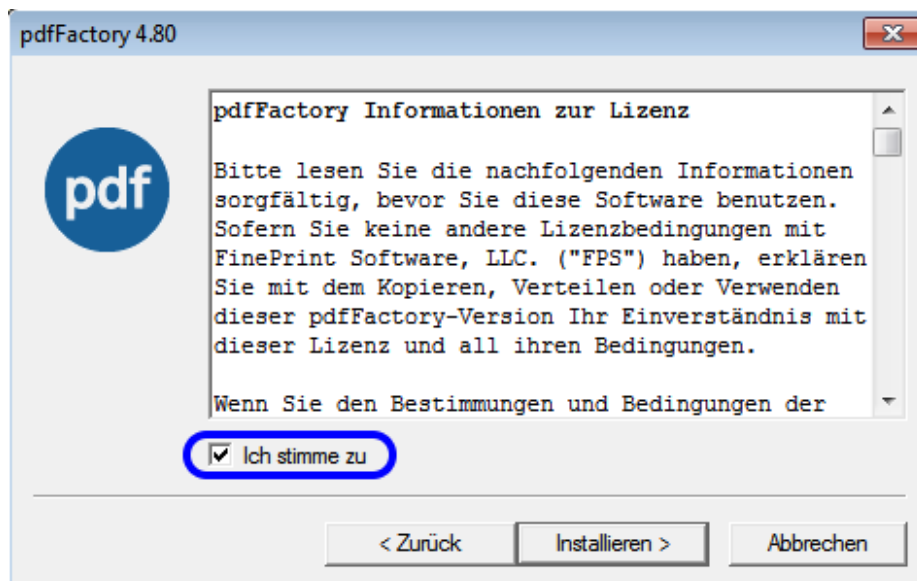 pdfFactory 4.80
pdf
pdfFactory Informationen zur Lizenz
Bitte lesen Sie die nachfolgenden Informationen
sorgfältig, bevor Sie diese Software benutzen.
Sofern Sie keine andere Lizenzbedingungen mit
FinePrint Software, LLC. ("FPS") haben, erklären
Sie mit dem Kopieren, Verteilen oder Verwenden
dieser pdfFactory-Version Ihr Einverständnis mit
dieser Lizenz und all ihren Bedingungen.
Wenn Sie den Bestimmungen und Bedingungen der
Ich stimme zu
< Zurück
Installieren >
Abbrechen